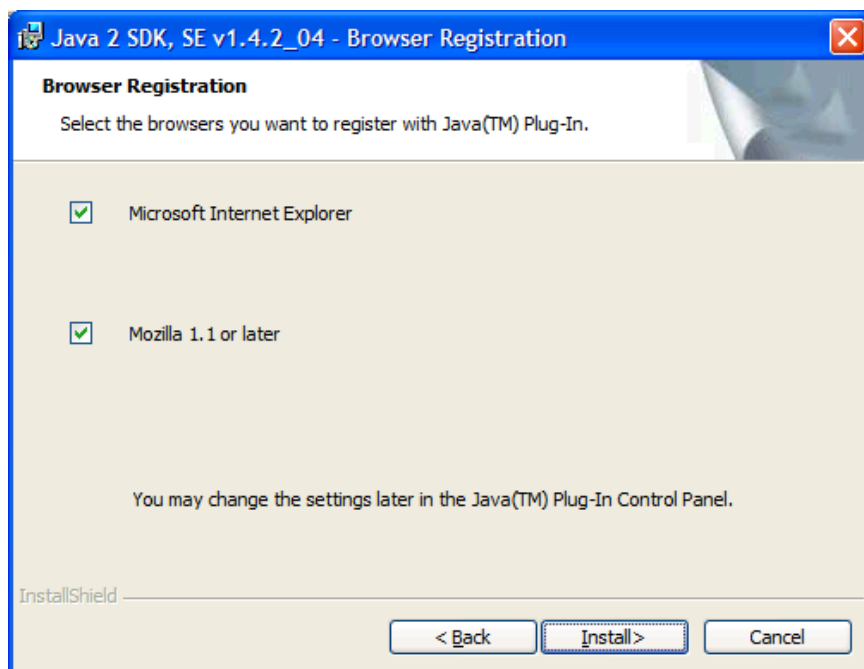 Java 2 SDK, SE v1.4.2_04 - Browser Registration
Browser Registration
Select the browsers you want to register with Java(TM) Plug-In.
Microsoft Internet Explorer
Mozilla 1.1 or later
You may change the settings later in the Java(TM) Plug-In Control Panel.
InstallShield
< Back Install> Cancel